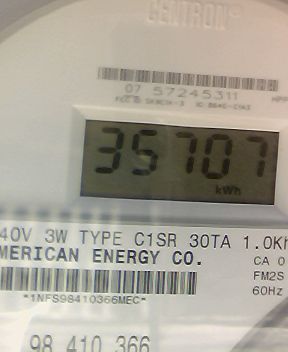 CENTRON®
07 57245311
35707
kWh
40V 3W TYPE C1SR 30TA 1.0Kh
MERICAN ENERGY CO.
CA 0
FM2S
60Hz
*1NFS98410366MEC*
98 410 366